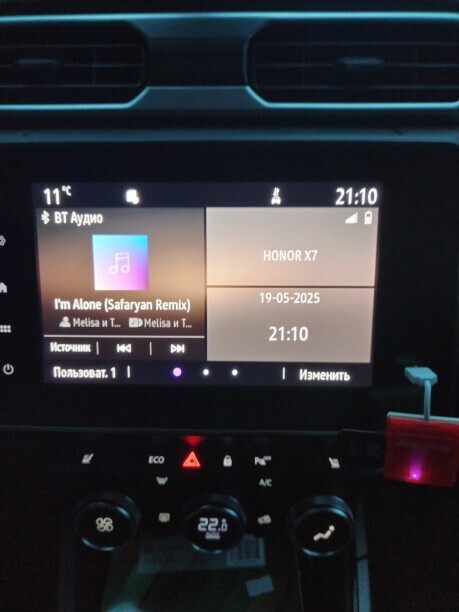 11°C
21:10
BT Аудио
HONOR X7
I'm Alone (Safaryan Remix)
19-05-2025
Melisa и T...
Melisa и T...
21:10
Источник
Пользоват. 1
Изменить
ECO
A/C
22.0